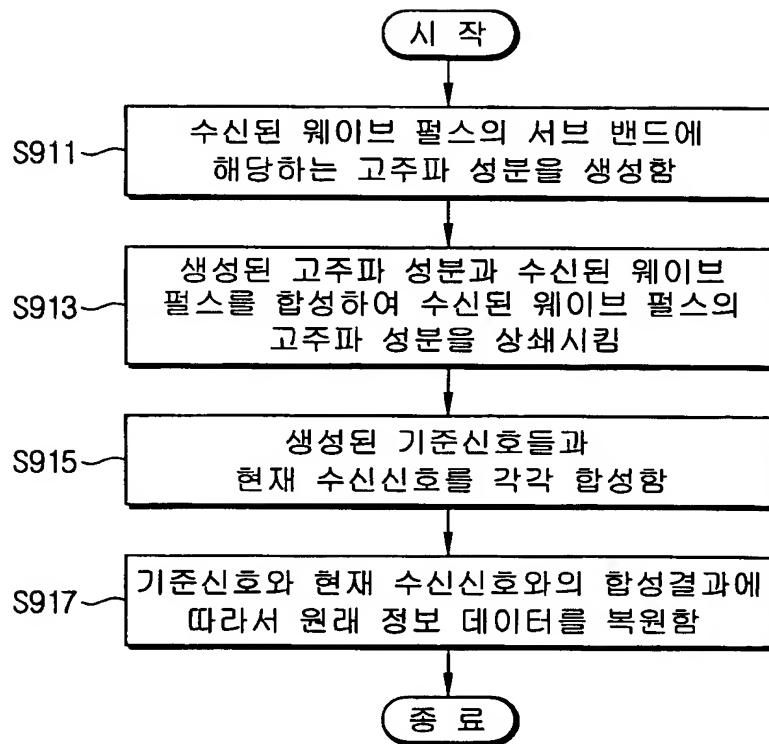 시 작
S911
수신된 웨이브 펄스의 서브 밴드에
해당하는 고주파 성분을 생성함
S913
생성된 고주파 성분과 수신된 웨이브
펄스를 합성하여 수신된 웨이브 펄스의
고주파 성분을 상쇄시킴
S915
생성된 기준신호들과
현재 수신신호를 각각 합성함
S917
기준신호와 현재 수신신호와의 합성결과에
따라서 원래 정보 데이터를 복원함
종 료